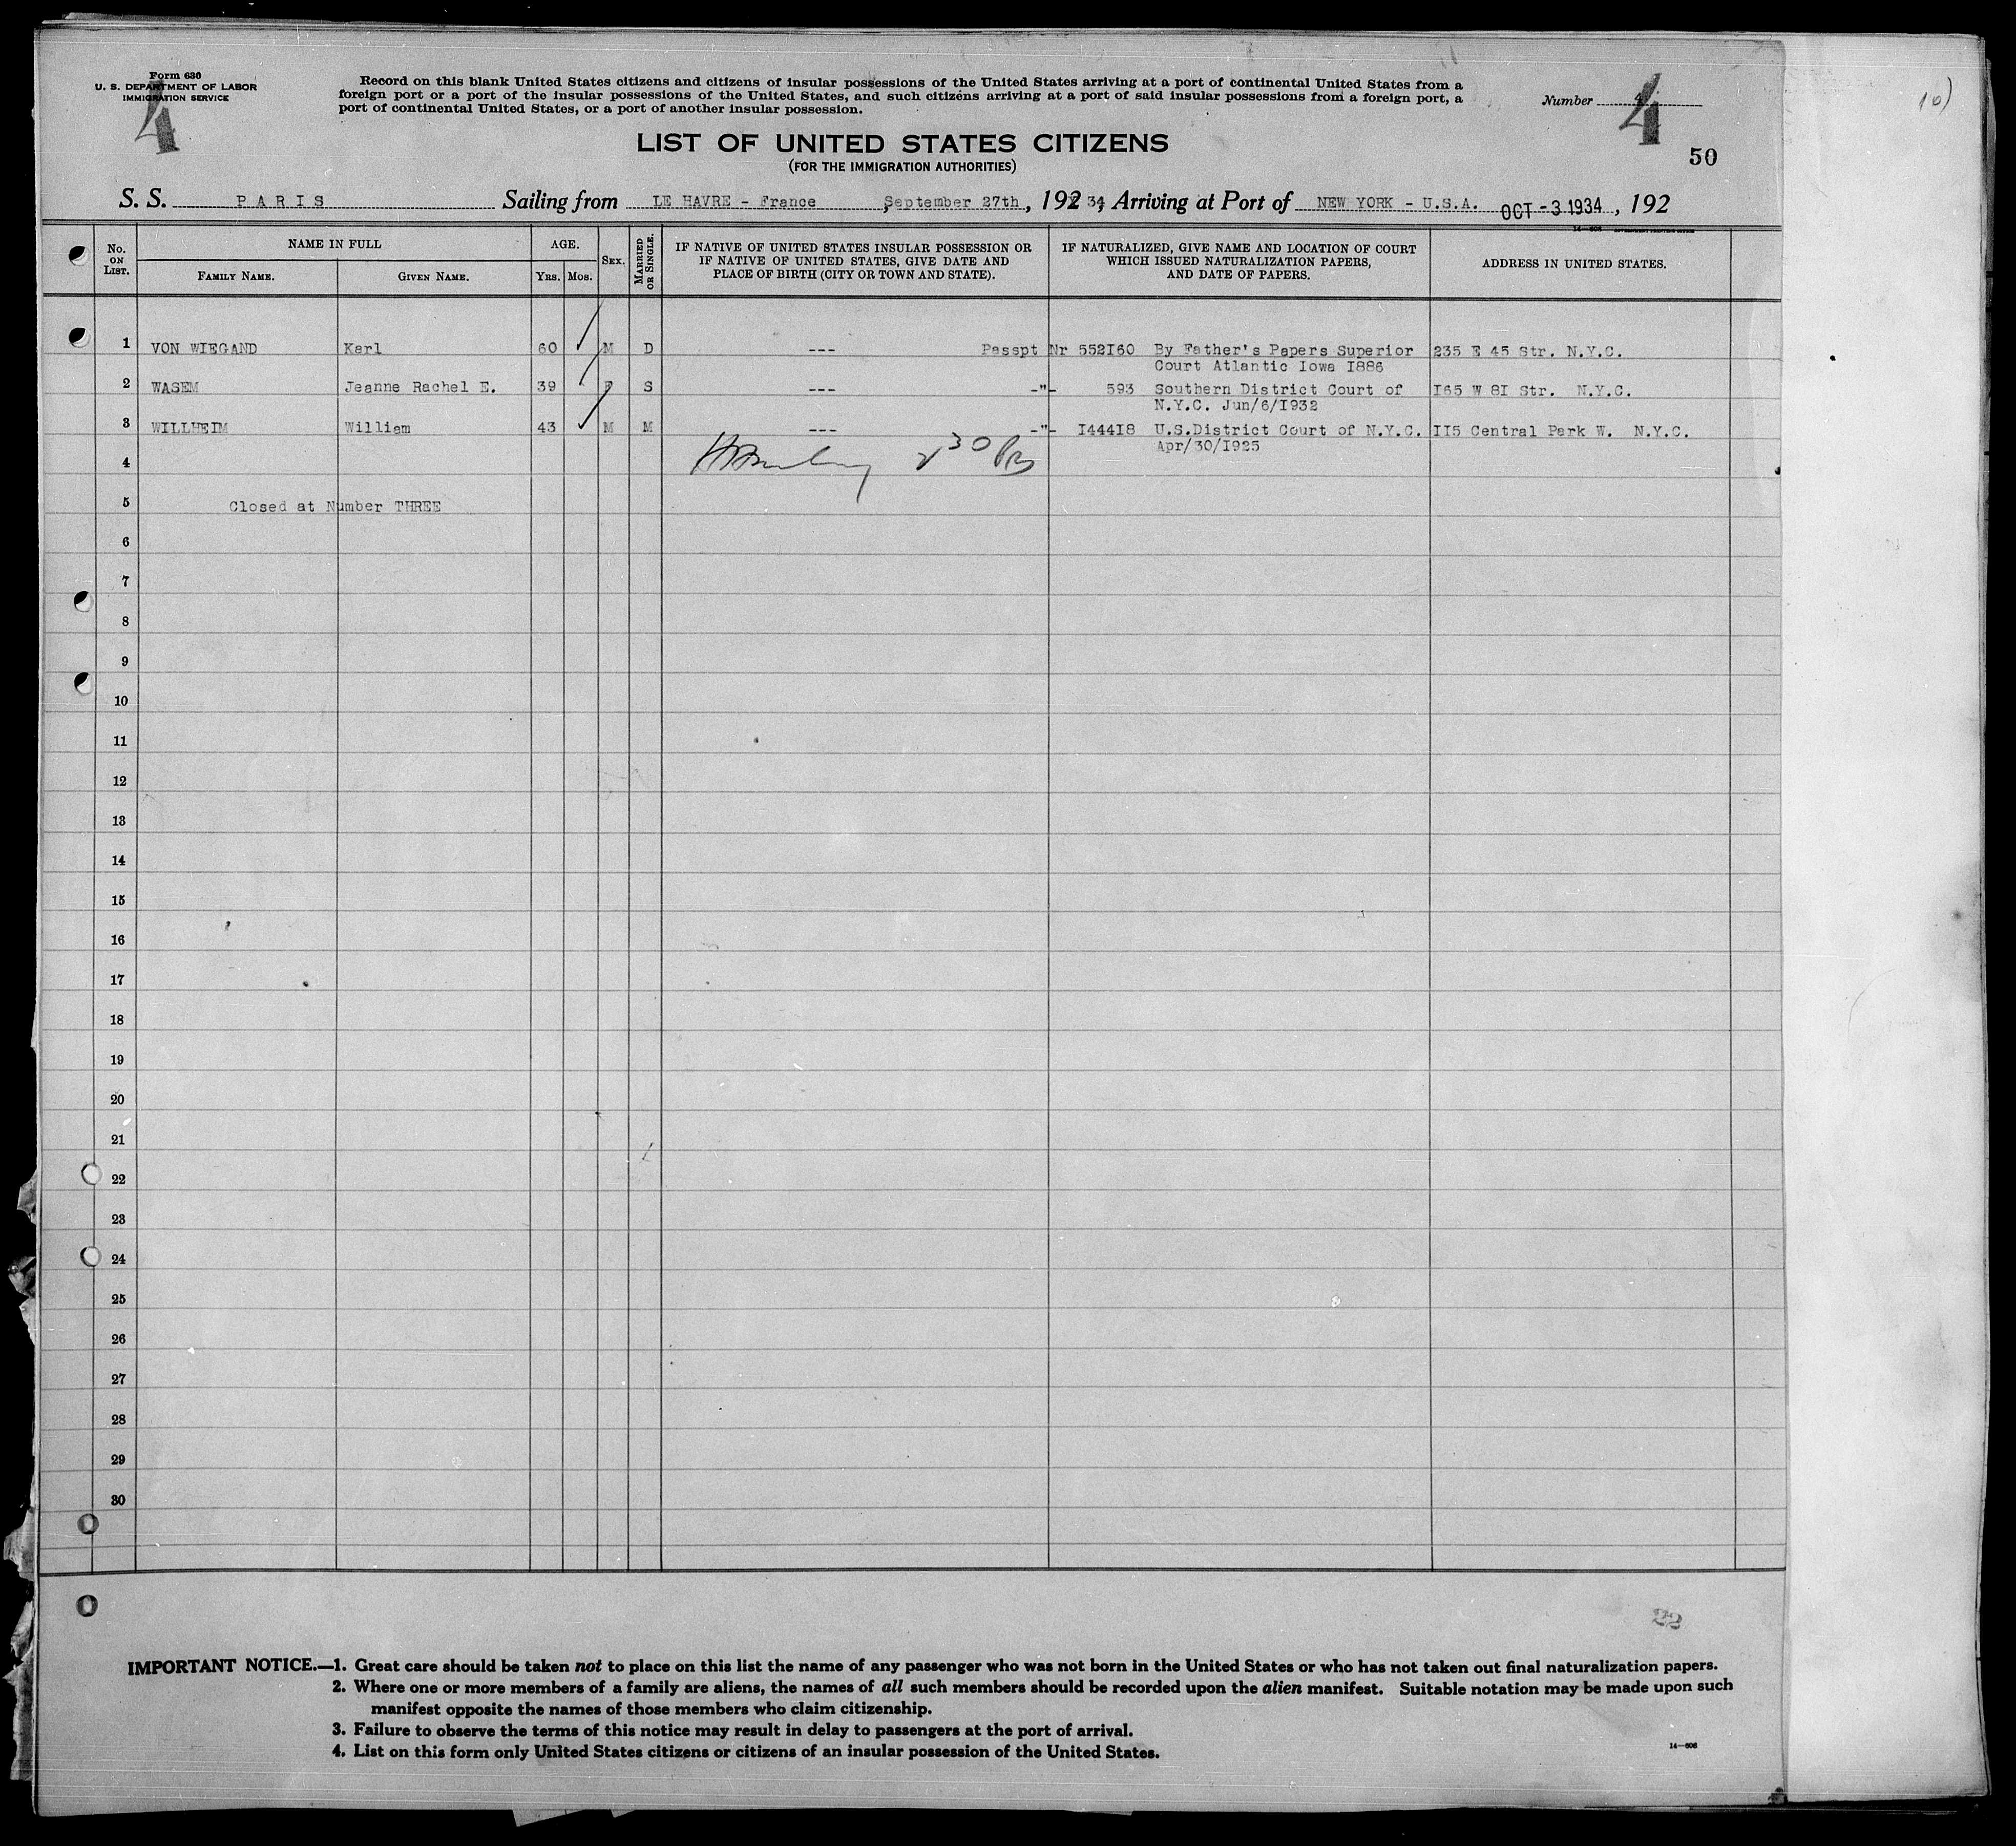 Form 630
U. S. DEPARTMENT OF LABOR
IMMIGRATION SERVICE
4
Record on this blank United States citizens and citizens of insular possessions of the United States arriving at a port of continental United States from a
foreign port or a port of the insular possessions of the United States, and such citizens arriving at a port of said insular possessions from a foreign port, a
port of continental United States, or a port of another insular possession.
Number 4
4
10)
LIST OF UNITED STATES CITIZENS
(FOR THE IMMIGRATION AUTHORITIES)
50
S. S. PARIS Sailing from LE HAVRE - France, September 27th, 192 34, Arriving at Port of NEW YORK - U.S.A. OCT -3 1934, 192
No. ON LIST. NAME IN FULL AGE. SEX. MARRIED OR SINGLE. IF NATIVE OF UNITED STATES INSULAR POSSESSION OR IF NATIVE OF UNITED STATES, GIVE DATE AND PLACE OF BIRTH (CITY OR TOWN AND STATE). IF NATURALIZED, GIVE NAME AND LOCATION OF COURT WHICH ISSUED NATURALIZATION PAPERS, AND DATE OF PAPERS. ADDRESS IN UNITED STATES.
FAMILY NAME. GIVEN NAME. YRS. MOS.
1 VON WIEGAND Karl 60 M D --- Passpt Nr 552I60 By Father's Papers Superior 235 E 45 Str. N.Y.C.
Court Atlantic Iowa I886
2 WASEM Jeanne Rachel E. 39 F S --- -"- 593 Southern District Court of I65 W 8I Str. N.Y.C.
N.Y.C. Jun/6/I932
3 WILLHEIM William 43 M M --- -"- I444I8 U.S.District Court of N.Y.C. II5 Central Park W. N.Y.C.
Apr/30/I925
4
5 Closed at Number THREE
6
7
8
9
10
11
12
13
14
15
16
17
18
19
20
21
22
23
24
25
26
27
28
29
30
IMPORTANT NOTICE.—1. Great care should be taken not to place on this list the name of any passenger who was not born in the United States or who has not taken out final naturalization papers.
2. Where one or more members of a family are aliens, the names of all such members should be recorded upon the alien manifest. Suitable notation may be made upon such
manifest opposite the names of those members who claim citizenship.
3. Failure to observe the terms of this notice may result in delay to passengers at the port of arrival.
4. List on this form only United States citizens or citizens of an insular possession of the United States.
14—606